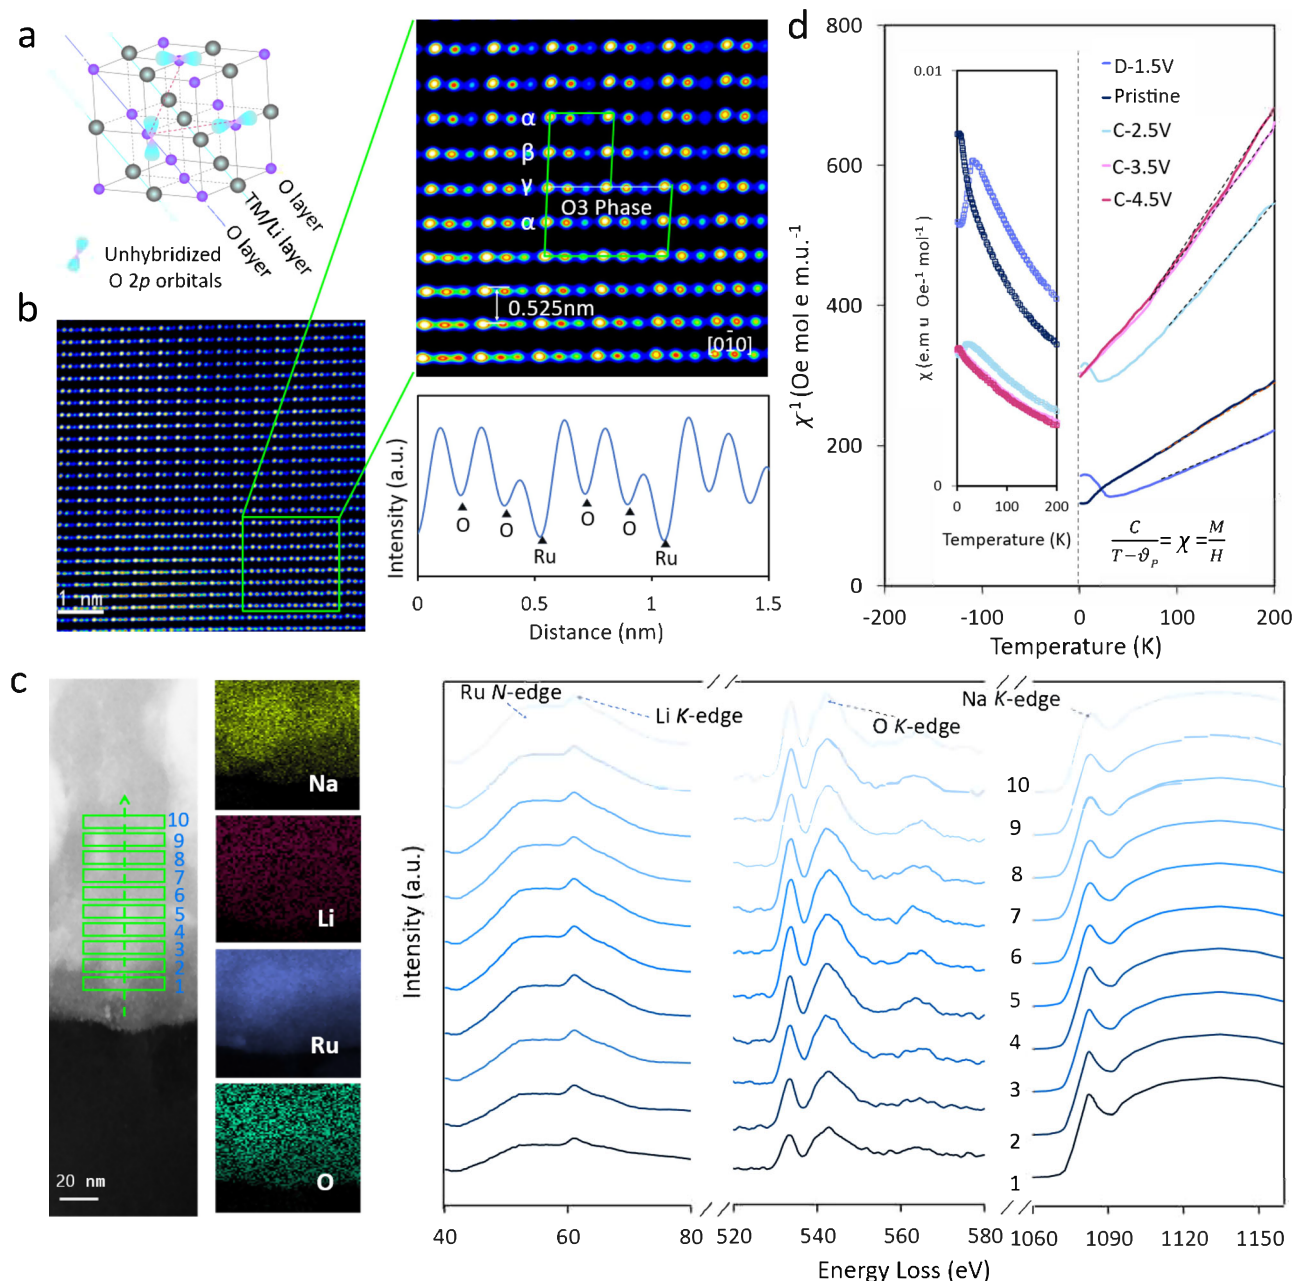 a
O layer
TM/Li layer
O layer
Unhybridized
O 2p orbitals
b
1 nm
α
β
γ
α
O3 Phase
0.525nm
[01̄0]
Intensity (a.u.)
O
O
Ru
O
O
Ru
0
0.5
1
1.5
Distance (nm)
d
800
600
400
200
0
χ⁻¹ (Oe mol e m.u.⁻¹
0.01
0
χ (e.m u Oe⁻¹ mol⁻¹)
0
100
200
Temperature (K)
D-1.5V
Pristine
C-2.5V
C-3.5V
C-4.5V
C/(T−ϑ_P) = χ = M/H
-200
-100
0
100
200
Temperature (K)
c
10
9
8
7
6
5
4
3
2
1
20 nm
Na
Li
Ru
O
Ru N-edge
Li K-edge
O K-edge
Na K-edge
Intensity (a.u.)
10
9
8
7
6
5
4
3
2
1
40
60
80
520
540
560
580
1060
1090
1120
1150
Energy Loss (eV)